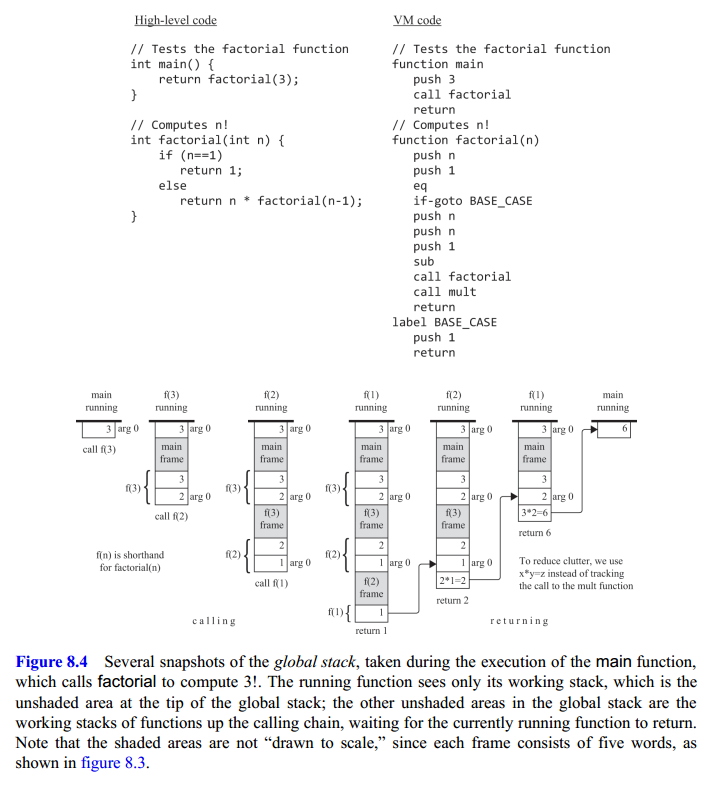 High-level code
// Tests the factorial function
int main() {
return factorial(3);
}
// Computes n!
int factorial(int n) {
if (n==1)
return 1;
else
return n * factorial(n-1);
}
VM code
// Tests the factorial function
function main
push 3
call factorial
return
// Computes n!
function factorial(n)
push n
push 1
eq
if-goto BASE_CASE
push n
push n
push 1
sub
call factorial
call mult
return
label BASE_CASE
push 1
return
main
running
3 arg 0
call f(3)
f(3)
running
3 arg 0
main
frame
f(3)
3
2 arg 0
call f(2)
f(2)
running
3 arg 0
main
frame
f(3)
3
2 arg 0
f(3)
frame
f(2)
2
1 arg 0
call f(1)
f(1)
running
3 arg 0
main
frame
f(3)
3
2 arg 0
f(3)
frame
f(2)
2
1 arg 0
f(2)
frame
f(1)
1
return 1
f(2)
running
3 arg 0
main
frame
3
2 arg 0
f(3)
frame
2
1 arg 0
2*1=2
return 2
f(1)
running
3 arg 0
main
frame
3
2 arg 0
3*2=6
return 6
main
running
6
f(n) is shorthand
for factorial(n)
To reduce clutter, we use
x*y=z instead of tracking
the call to the mult function
calling
returning
Figure 8.4 Several snapshots of the global stack, taken during the execution of the main function,
which calls factorial to compute 3!. The running function sees only its working stack, which is the
unshaded area at the tip of the global stack; the other unshaded areas in the global stack are the
working stacks of functions up the calling chain, waiting for the currently running function to return.
Note that the shaded areas are not “drawn to scale,” since each frame consists of five words, as
shown in figure 8.3.